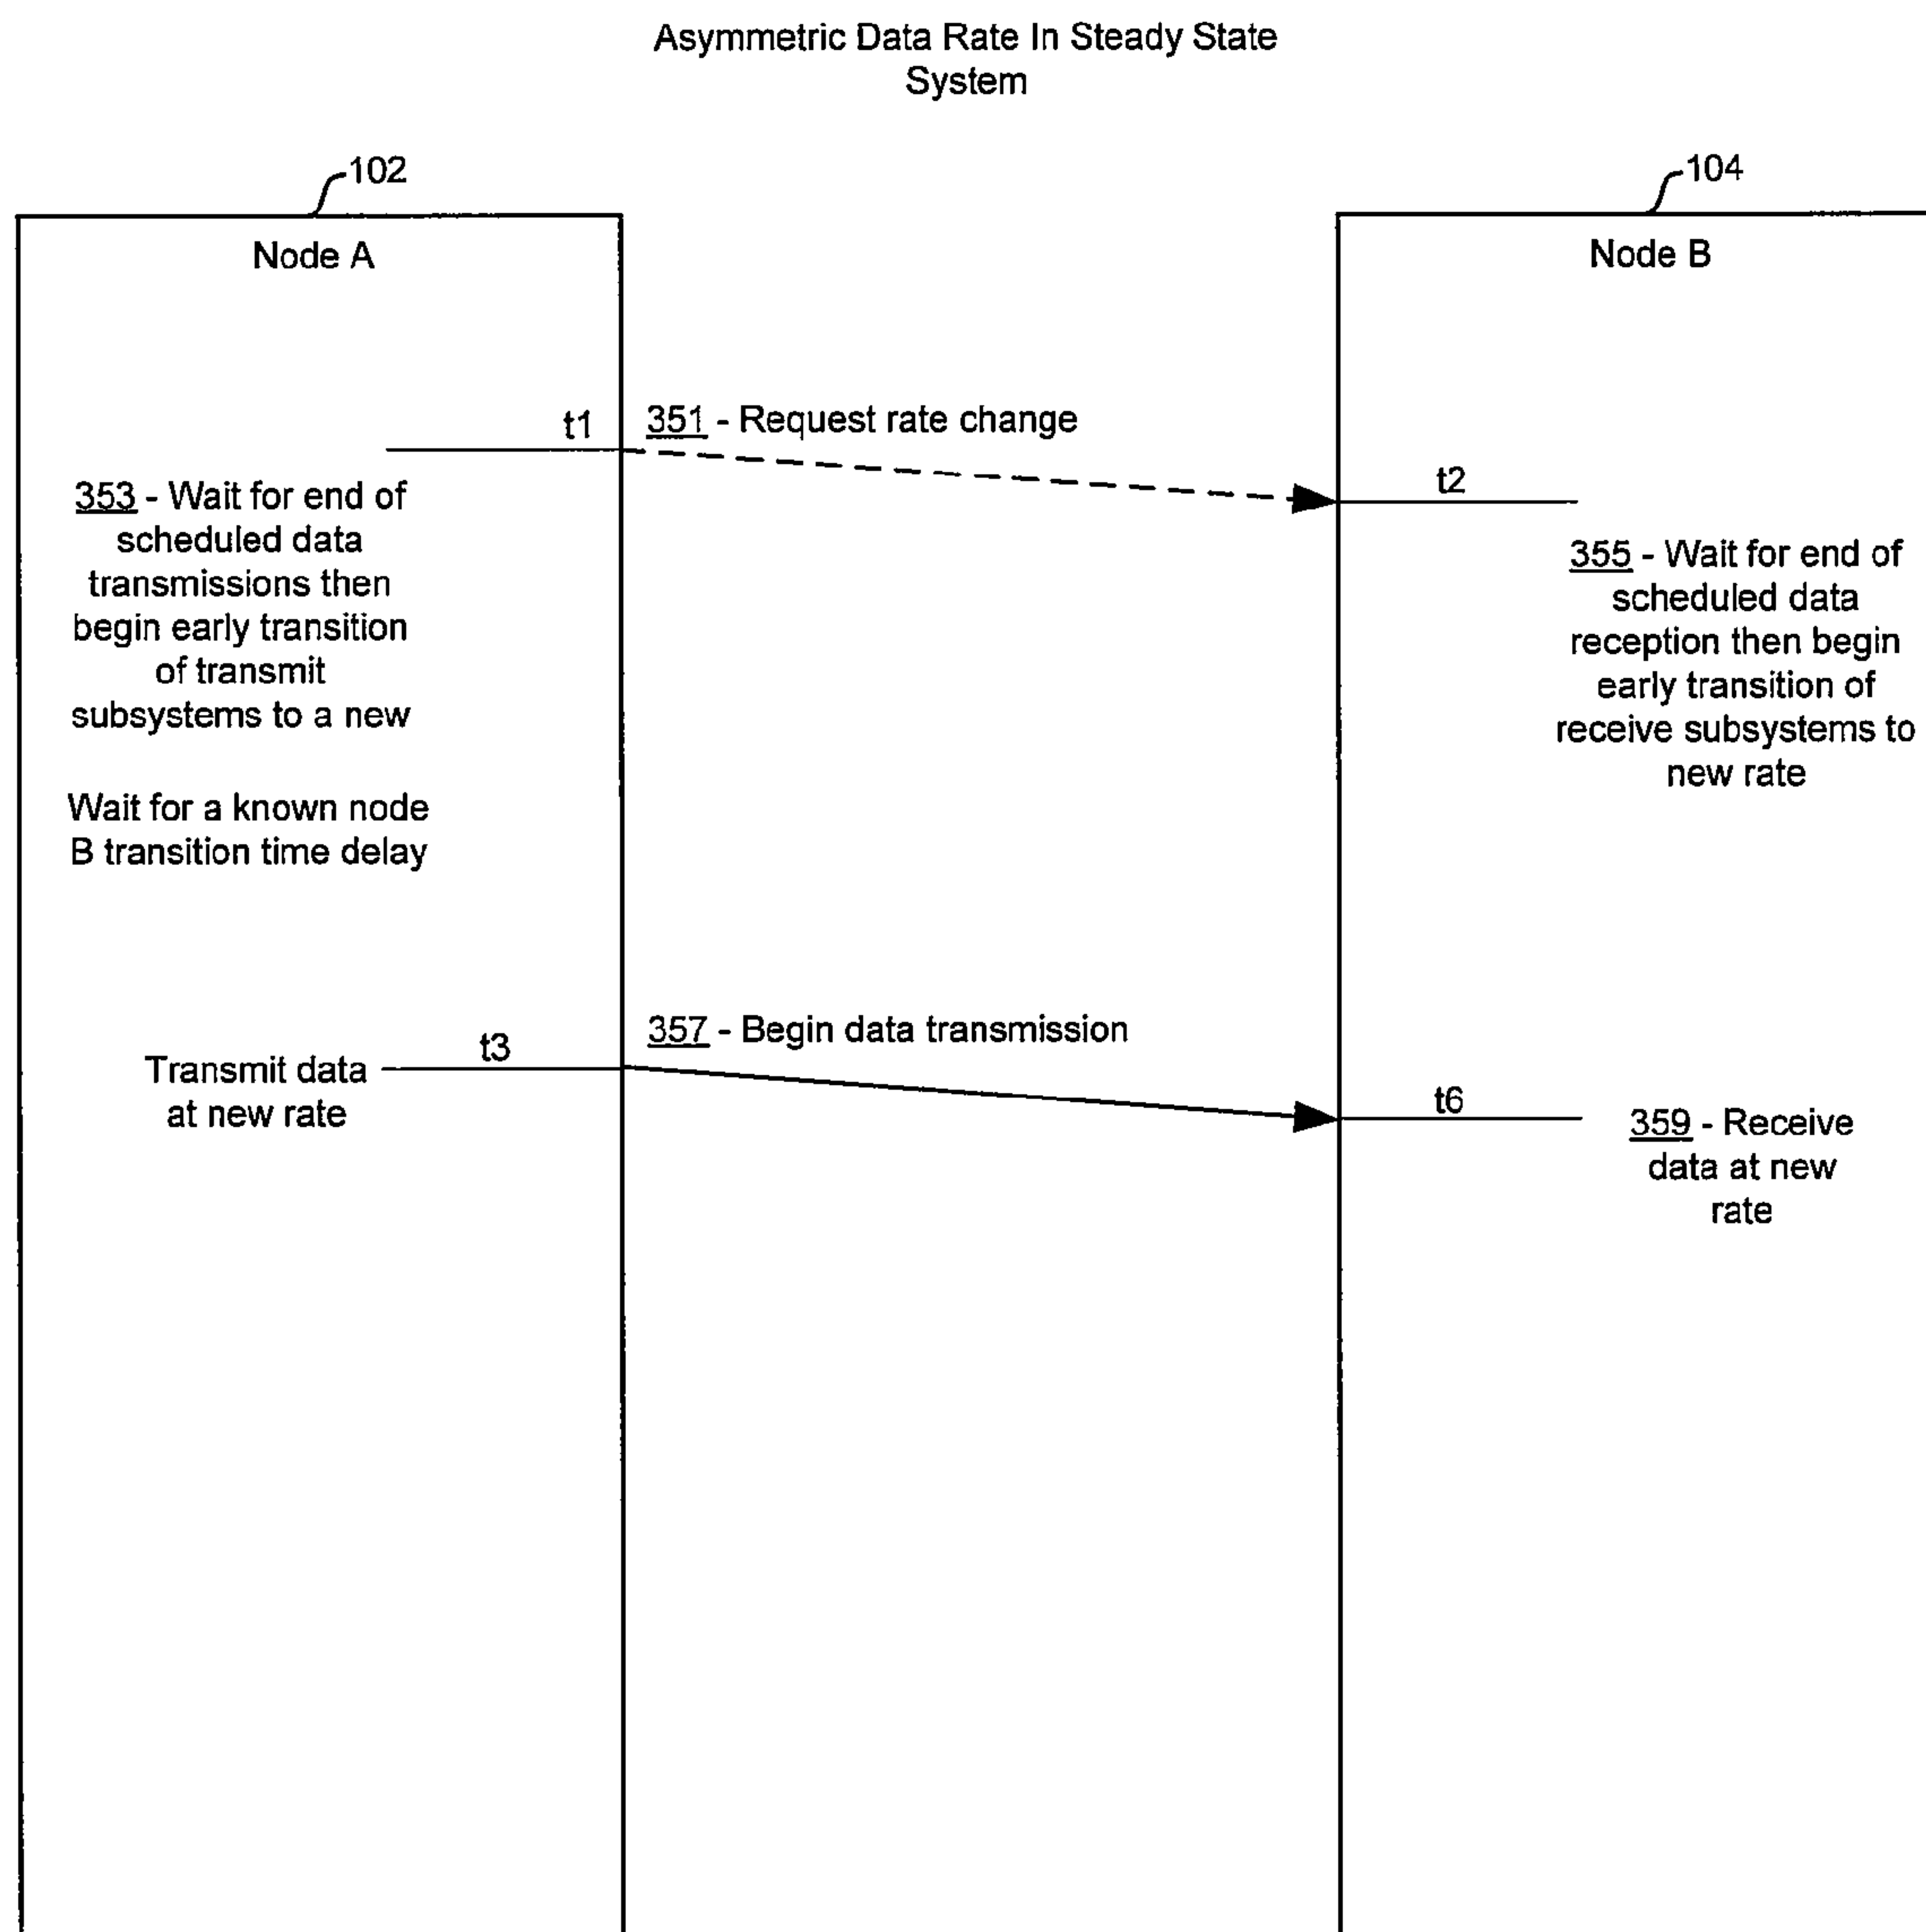 Asymmetric Data Rate In Steady State
System
102
104
Node A
Node B
t1
351 - Request rate change
t2
353 - Wait for end of
scheduled data
transmissions then
begin early transition
of transmit
subsystems to a new
Wait for a known node
B transition time delay
355 - Wait for end of
scheduled data
reception then begin
early transition of
receive subsystems to
new rate
Transmit data
at new rate
t3
357 - Begin data transmission
t6
359 - Receive
data at new
rate